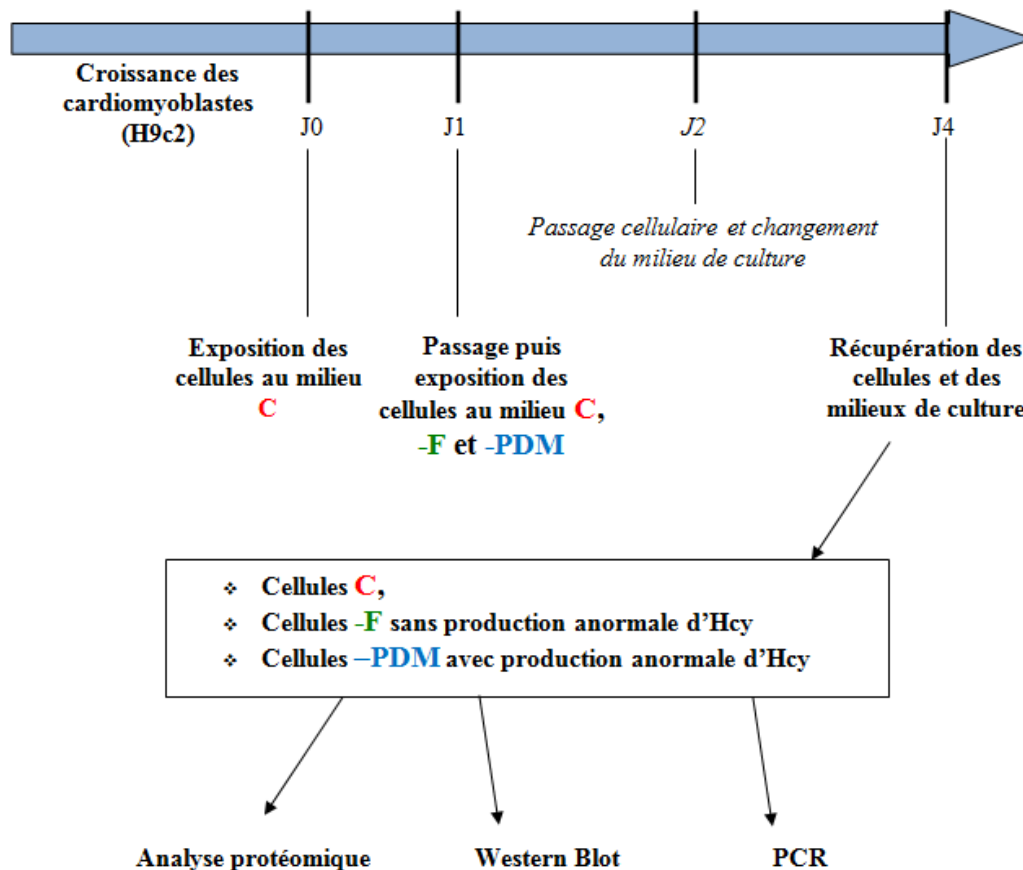 Croissance des
cardiomyoblastes
(H9c2)
J0
J1
J2
J4
Passage cellulaire et changement
du milieu de culture
Exposition des
cellules au milieu
C
Passage puis
exposition des
cellules au milieu C,
-F et -PDM
Récupération des
cellules et des
milieux de culture
❖ Cellules C,
❖ Cellules -F sans production anormale d’Hcy
❖ Cellules –PDM avec production anormale d’Hcy
Analyse protéomique
Western Blot
PCR